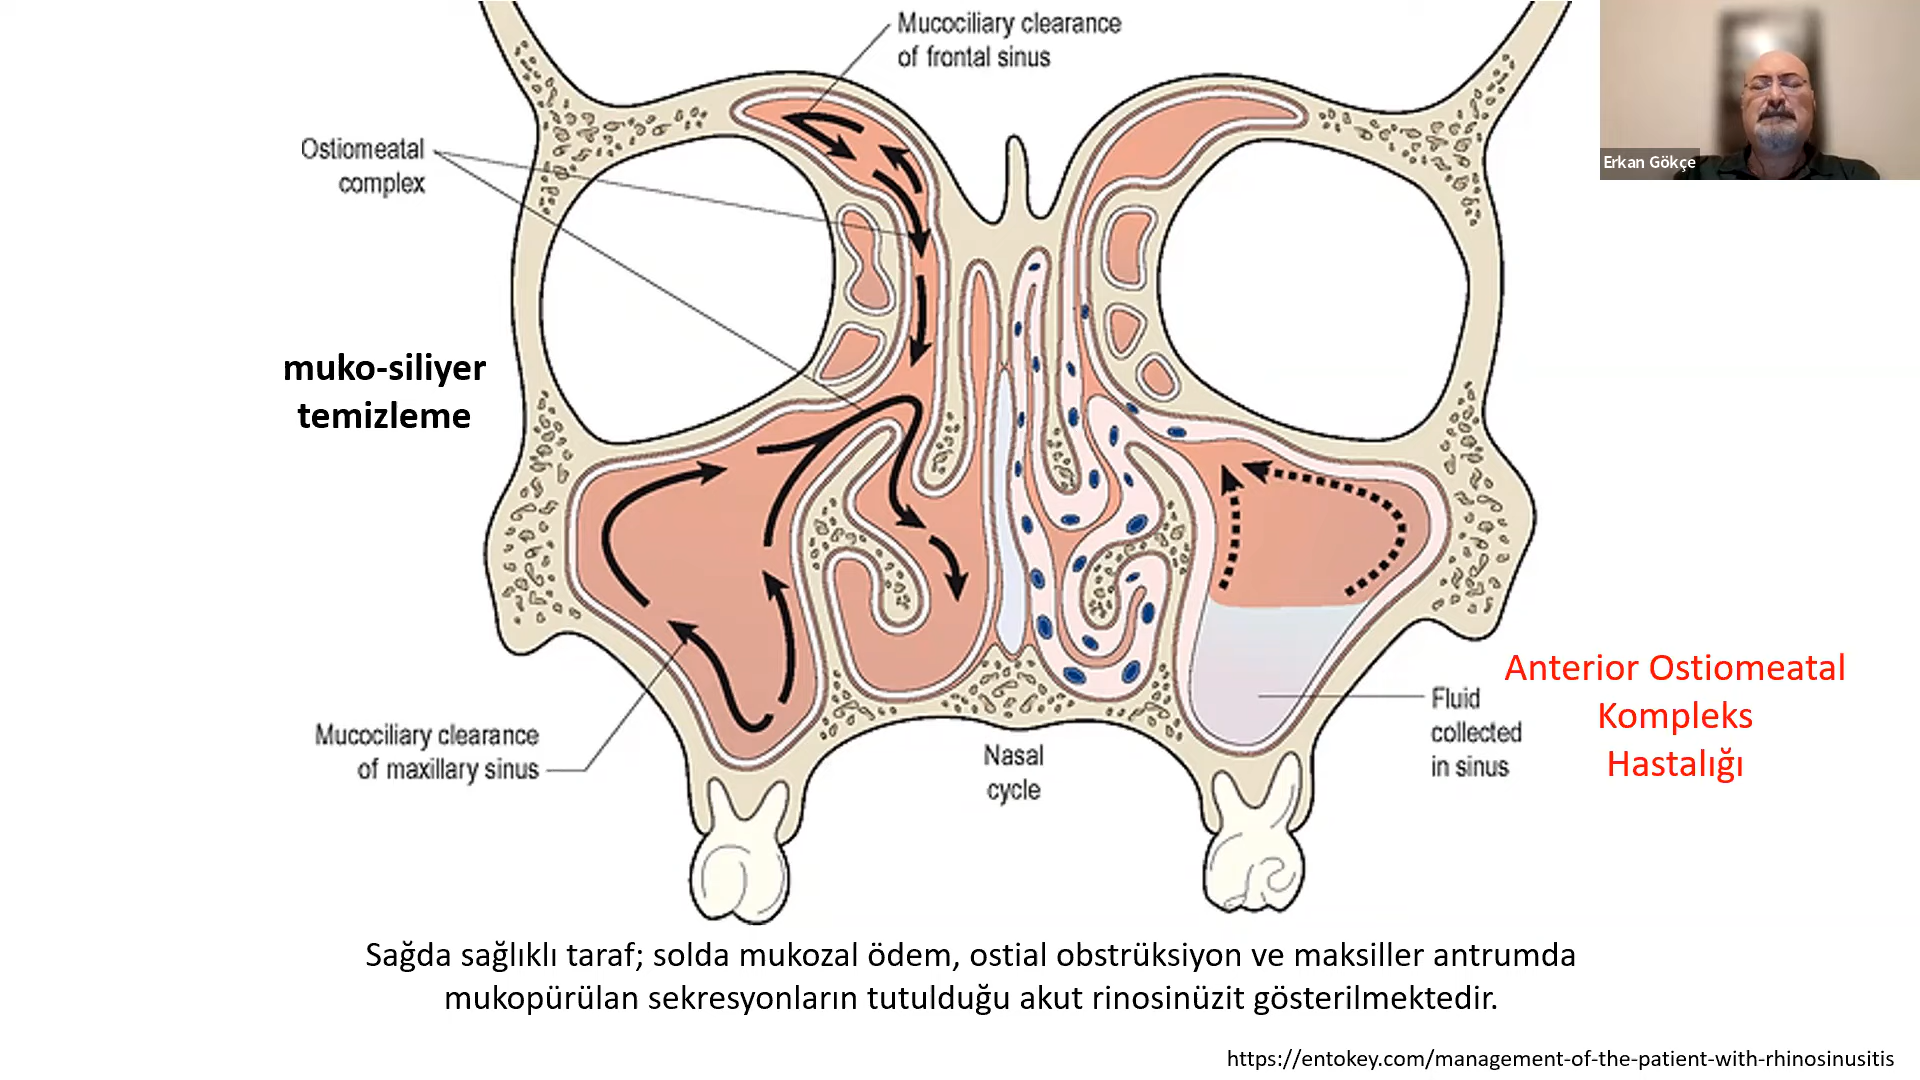 Mucociliary clearance
of frontal sinus
Erkan Gökçe
Ostiomeatal
complex
muko-siliyer
temizleme
Anterior Ostiomeatal
Kompleks
Hastalığı
Fluid
collected
in sinus
Mucociliary clearance
of maxillary sinus
Nasal
cycle
Sağda sağlıklı taraf; solda mukozal ödem, ostial obstrüksiyon ve maksiller antrumda
mukopürülan sekresyonların tutulduğu akut rinosinüzit gösterilmektedir.
https://entokey.com/management-of-the-patient-with-rhinosinusitis